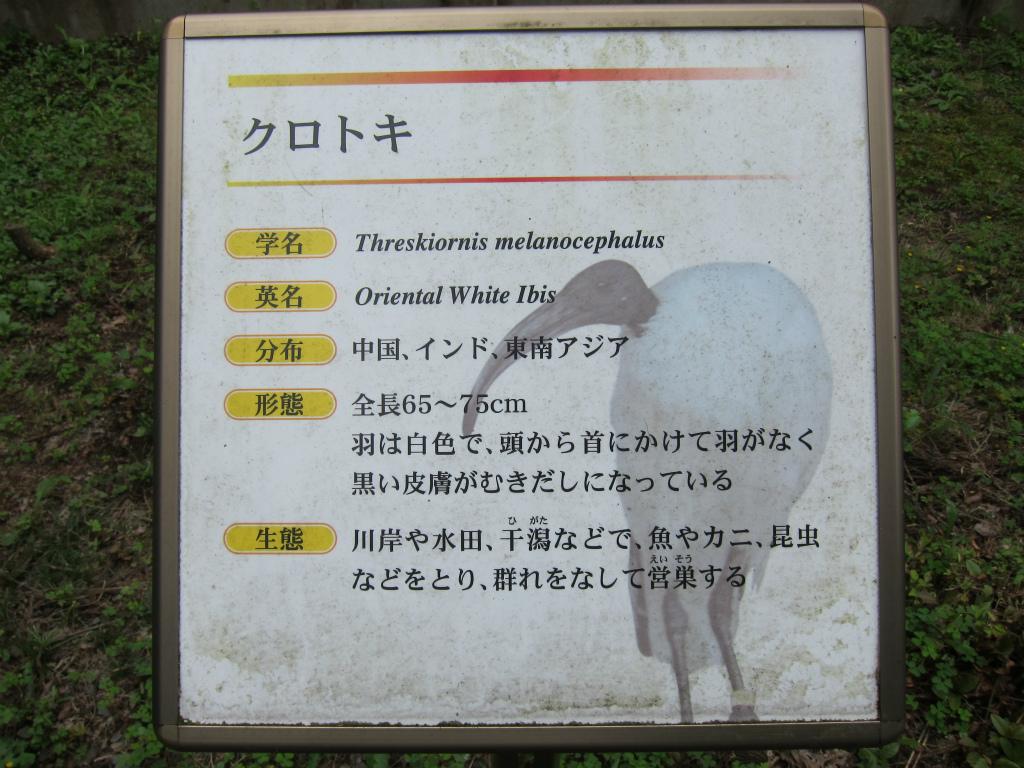 クロトキ
学名 Threskiornis melanocephalus
英名 Oriental White Ibis
分布 中国、インド、東南アジア
形態 全長65〜75cm
羽は白色で、頭から首にかけて羽がなく
黒い皮膚がむきだしになっている
ひ がた
生態 川岸や水田、干潟などで、魚やカニ、昆虫
えい そう
などをとり、群れをなして営巣する